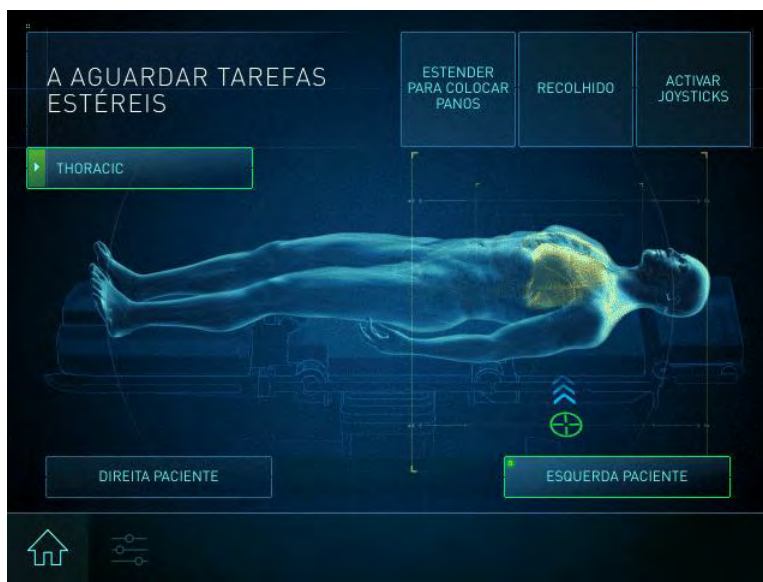 A AGUARDAR TAREFAS
ESTÉREIS
ESTENDER
PARA COLOCAR
PANOS
RECOLHIDO
ACTIVAR
JOYSTICKS
THORACIC
DIREITA PACIENTE
ESQUERDA PACIENTE